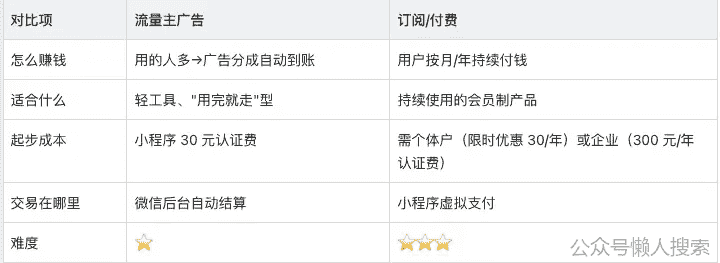 对比项 流量主广告 订阅/付费
怎么赚钱 用的人多→广告分成自动到账 用户按月/年持续付钱
适合什么 轻工具、"用完就走"型 持续使用的会员制产品
起步成本 小程序 30 元认证费 需个体户（限时优惠 30/年）或企业（300 元/年
认证费）
交易在哪里 微信后台自动结算 小程序虚拟支付
难度 ⭐ ⭐⭐⭐
公众号懒人搜索